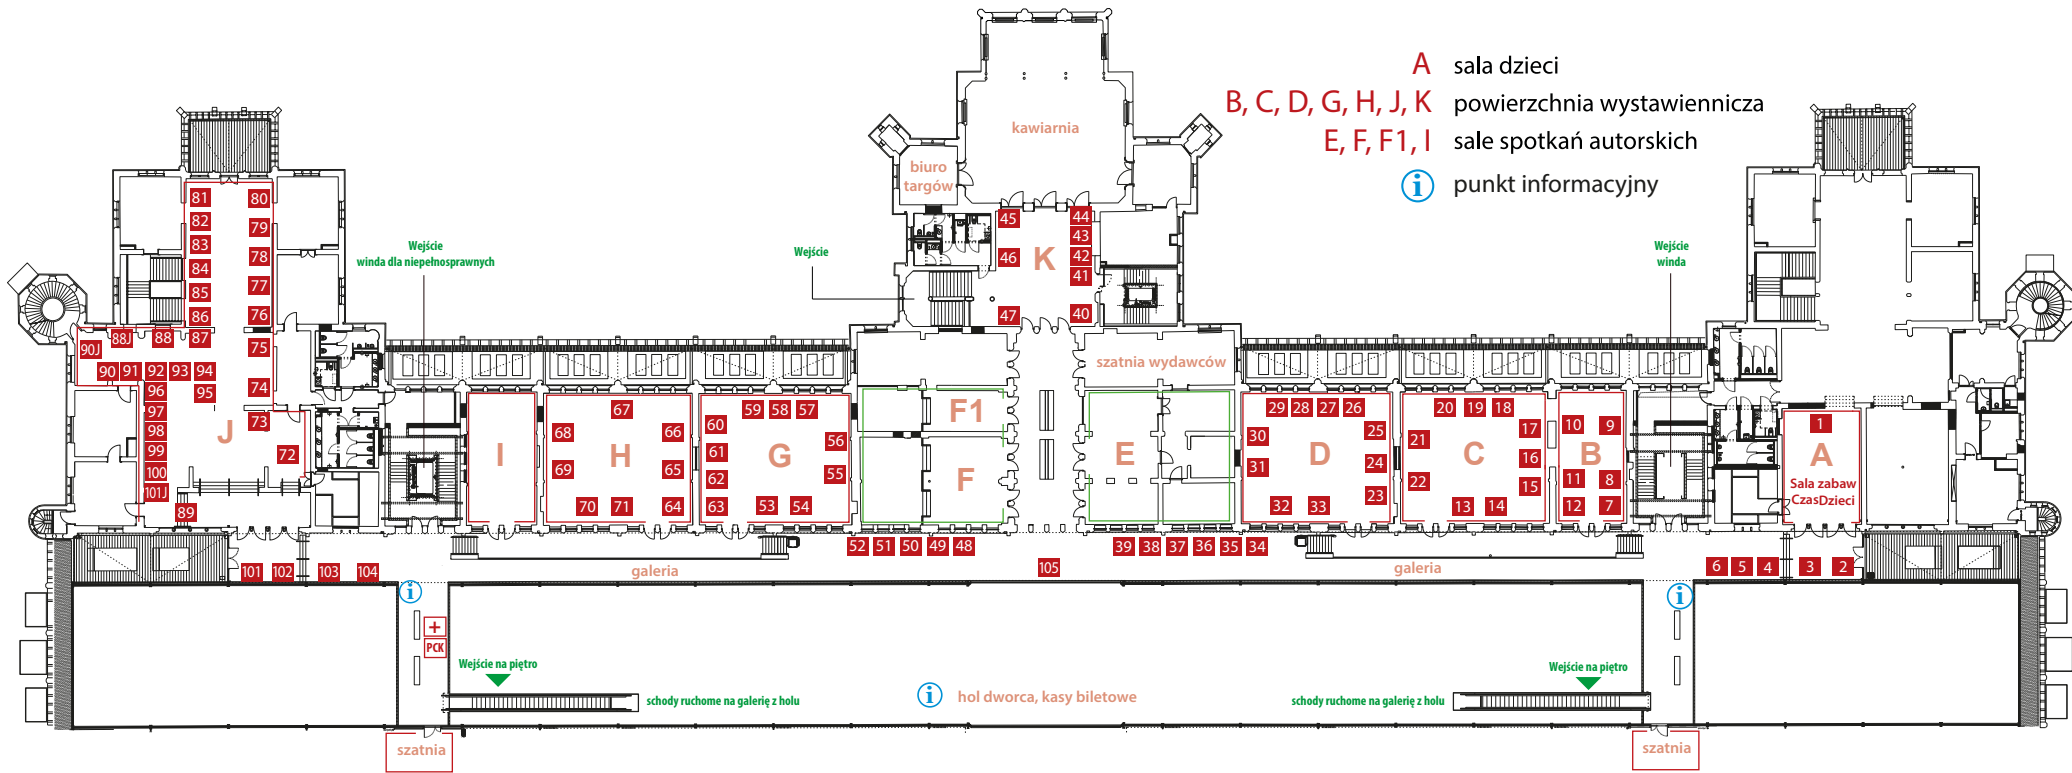 A sala dzieci
B, C, D, G, H, J, K powierzchnia wystawiennicza
E, F, F1, I sale spotkań autorskich
i punkt informacyjny
kawiarnia
biuro
targów
81 80
82 79
83 78
84 77
85 76
86
90J 88J 88 87 75
90 91 92 93 94 74
96 95
97 73
98 J
99 72
100
101J
89
Wejście
winda dla niepełnosprawnych
Wejście
45 44
43
46 K 42
41
47 40
Wejście
winda
szatnia wydawców
I
67
68 66
H
69 65
70 71 64
59 58 57
60 56
61 G
62 55
63 53 54
F1
F
E
29 28 27 26
30 25
D
31 24
23
32 33
20 19 18
21 17
C 16
22 15
13 14
10 9
B
11 8
12 7
1
A
Sala zabaw
CzasDzieci
52 51 50 49 48
39 38 37 36 35 34
101 102 103 104
galeria
105
galeria
6 5 4 3 2
i
i
+
PCK
Wejście na piętro
schody ruchome na galerię z holu
i hol dworca, kasy biletowe
Wejście na piętro
schody ruchome na galerię z holu
szatnia
szatnia